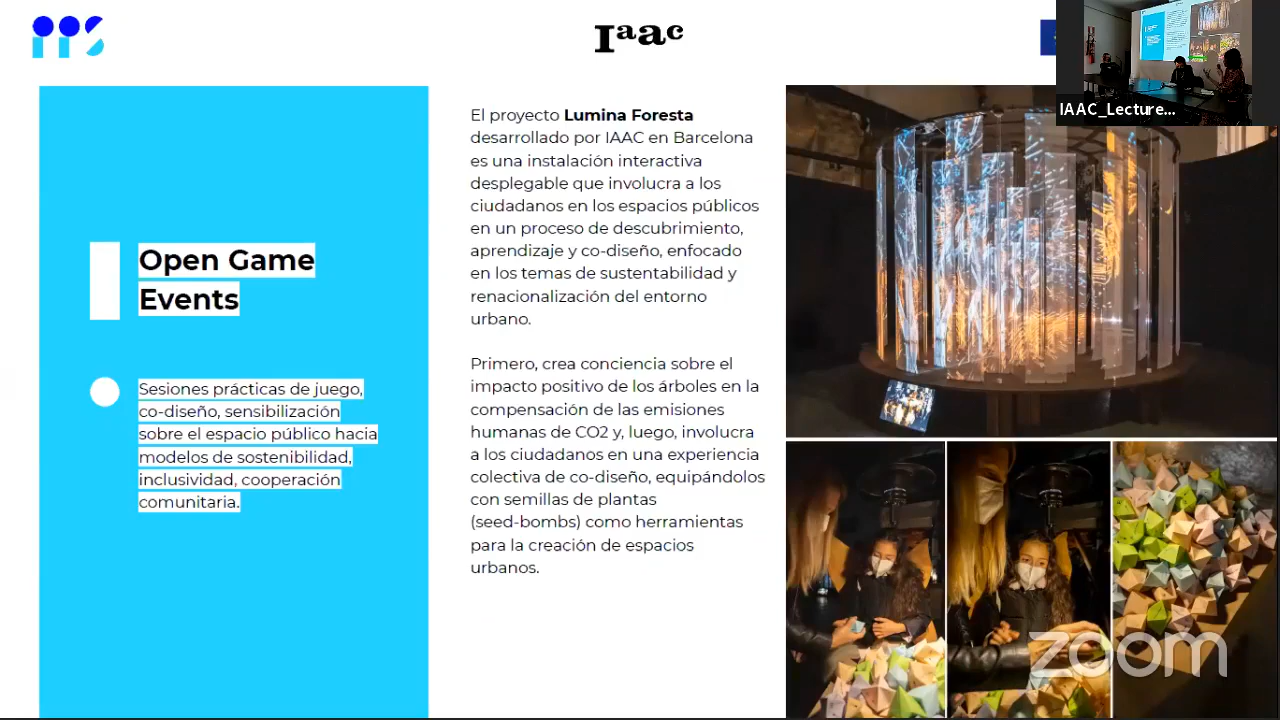 PPS
Iaac
IAAC_Lecture...
Open Game
Events
Sesiones prácticas de juego,
co-diseño, sensibilización
sobre el espacio público hacia
modelos de sostenibilidad,
inclusividad, cooperación
comunitaria.
El proyecto Lumina Foresta
desarrollado por IAAC en Barcelona
es una instalación interactiva
desplegable que involucra a los
ciudadanos en los espacios públicos
en un proceso de descubrimiento,
aprendizaje y co-diseño, enfocado
en los temas de sustentabilidad y
renacionalización del entorno
urbano.
Primero, crea conciencia sobre el
impacto positivo de los árboles en la
compensación de las emisiones
humanas de CO2 y, luego, involucra
a los ciudadanos en una experiencia
colectiva de co-diseño, equipándolos
con semillas de plantas
(seed-bombs) como herramientas
para la creación de espacios
urbanos.
zoom